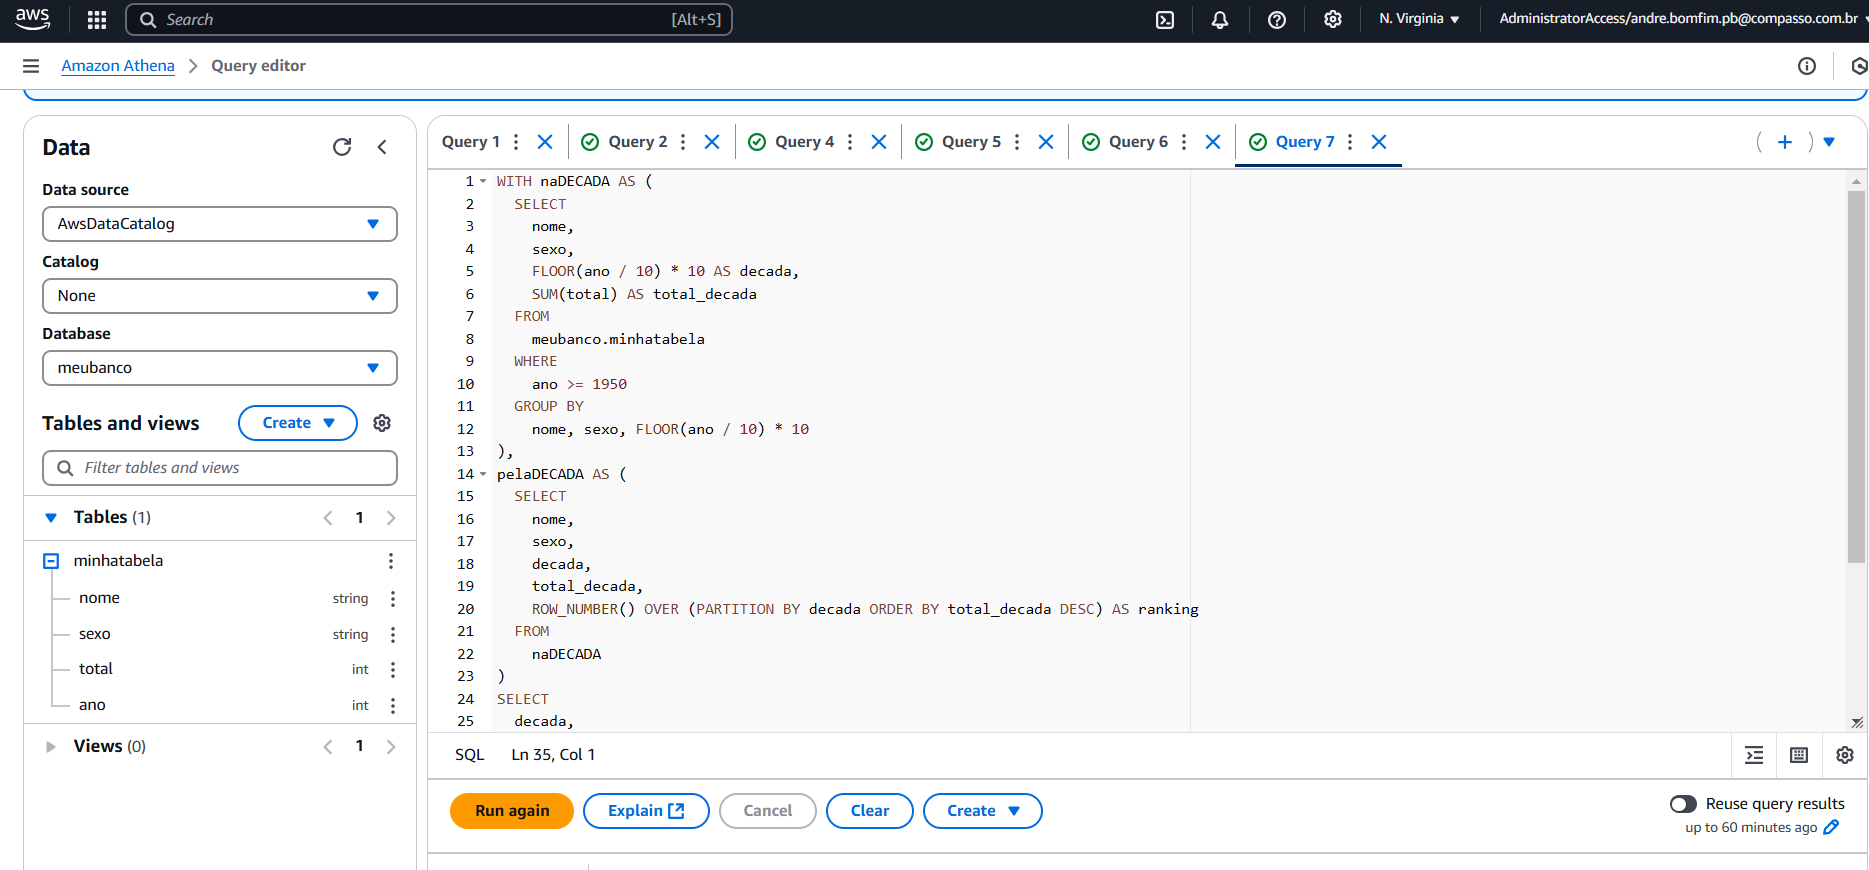 aws
Search
[Alt+S]
N. Virginia
AdministratorAccess/andre.bomfim.pb@compasso.com.br
Amazon Athena
Query editor
Data
Data source
AwsDataCatalog
Catalog
None
Database
meubanco
Tables and views
Create
Filter tables and views
Tables (1)
1
minhatabela
nome string
sexo string
total int
ano int
Views (0)
1
Query 1
Query 2
Query 4
Query 5
Query 6
Query 7
1 WITH naDECADA AS (
2 SELECT
3 nome,
4 sexo,
5 FLOOR(ano / 10) * 10 AS decada,
6 SUM(total) AS total_decada
7 FROM
8 meubanco.minhatabela
9 WHERE
10 ano >= 1950
11 GROUP BY
12 nome, sexo, FLOOR(ano / 10) * 10
13 ),
14 pelaDECADA AS (
15 SELECT
16 nome,
17 sexo,
18 decada,
19 total_decada,
20 ROW_NUMBER() OVER (PARTITION BY decada ORDER BY total_decada DESC) AS ranking
21 FROM
22 naDECADA
23 )
24 SELECT
25 decada,
SQL Ln 35, Col 1
Run again
Explain
Cancel
Clear
Create
Reuse query results
up to 60 minutes ago